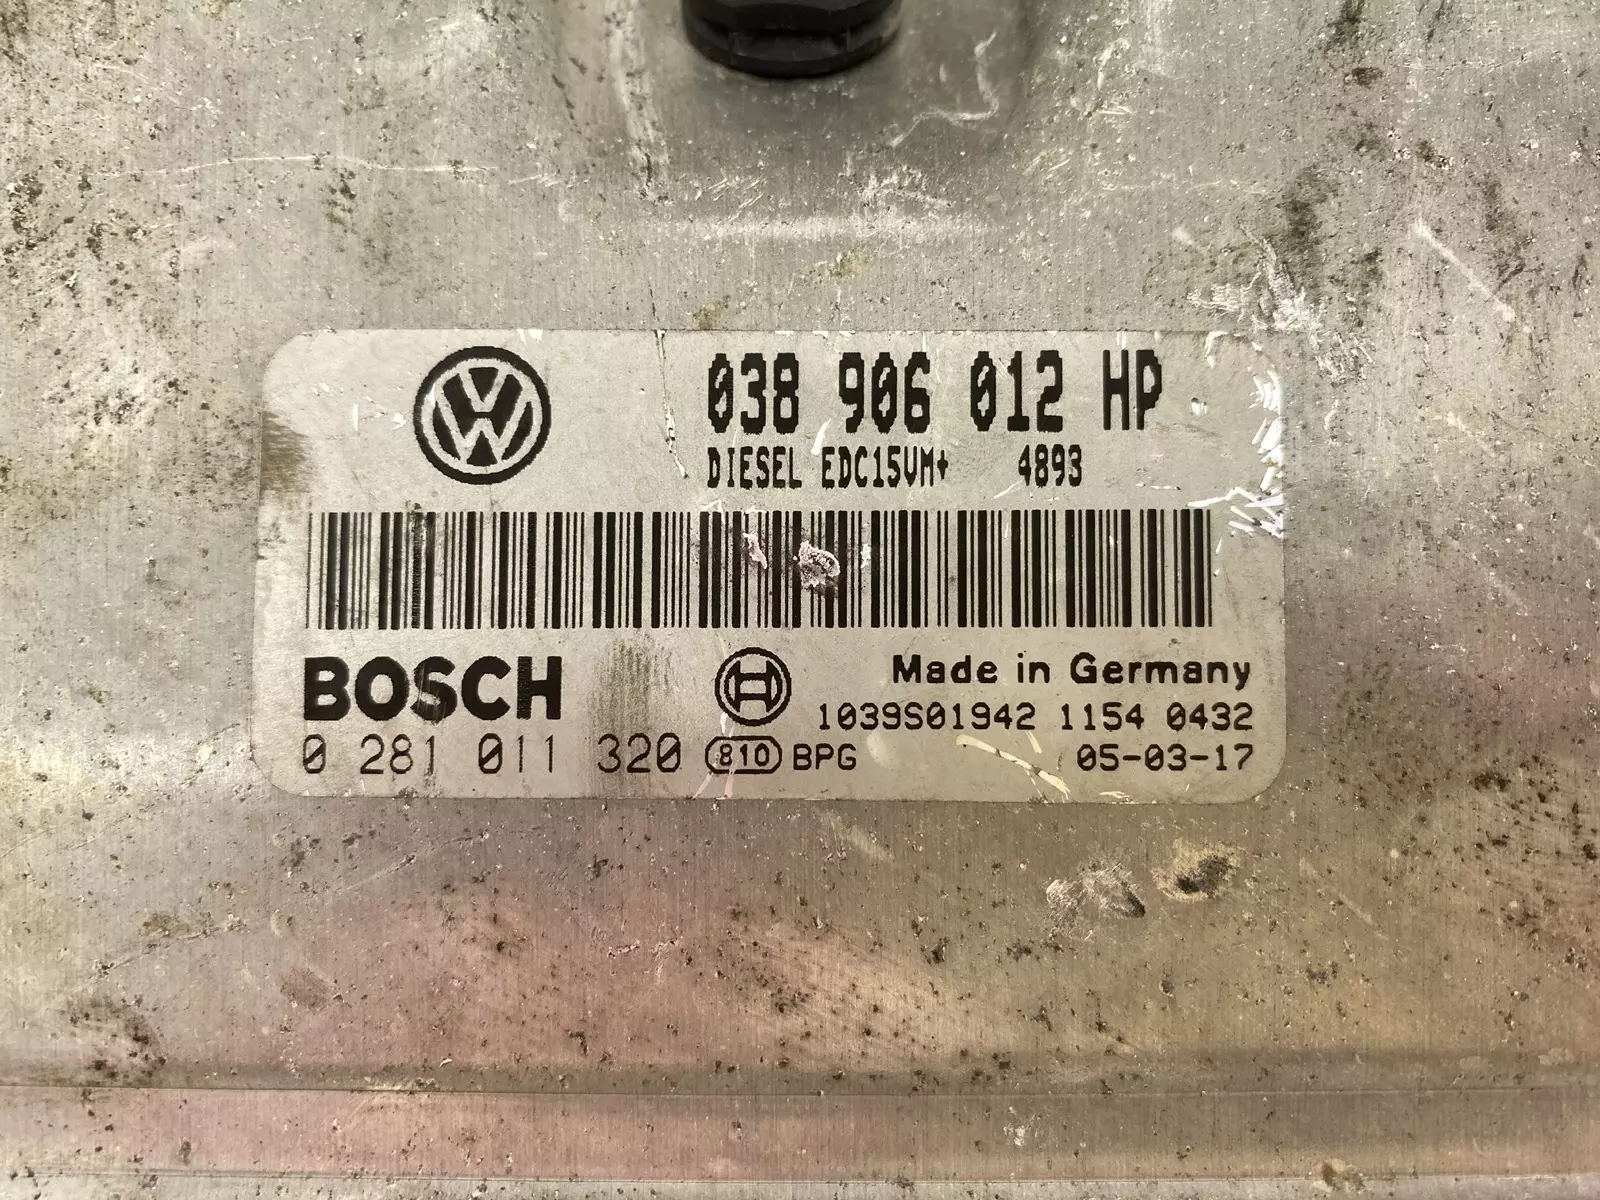 038 906 012 HP
DIESEL EDC15VM+ 4893
BOSCH
Made in Germany
1039S01942 1154 0432
0 281 011 320 810 BPG 05-03-17